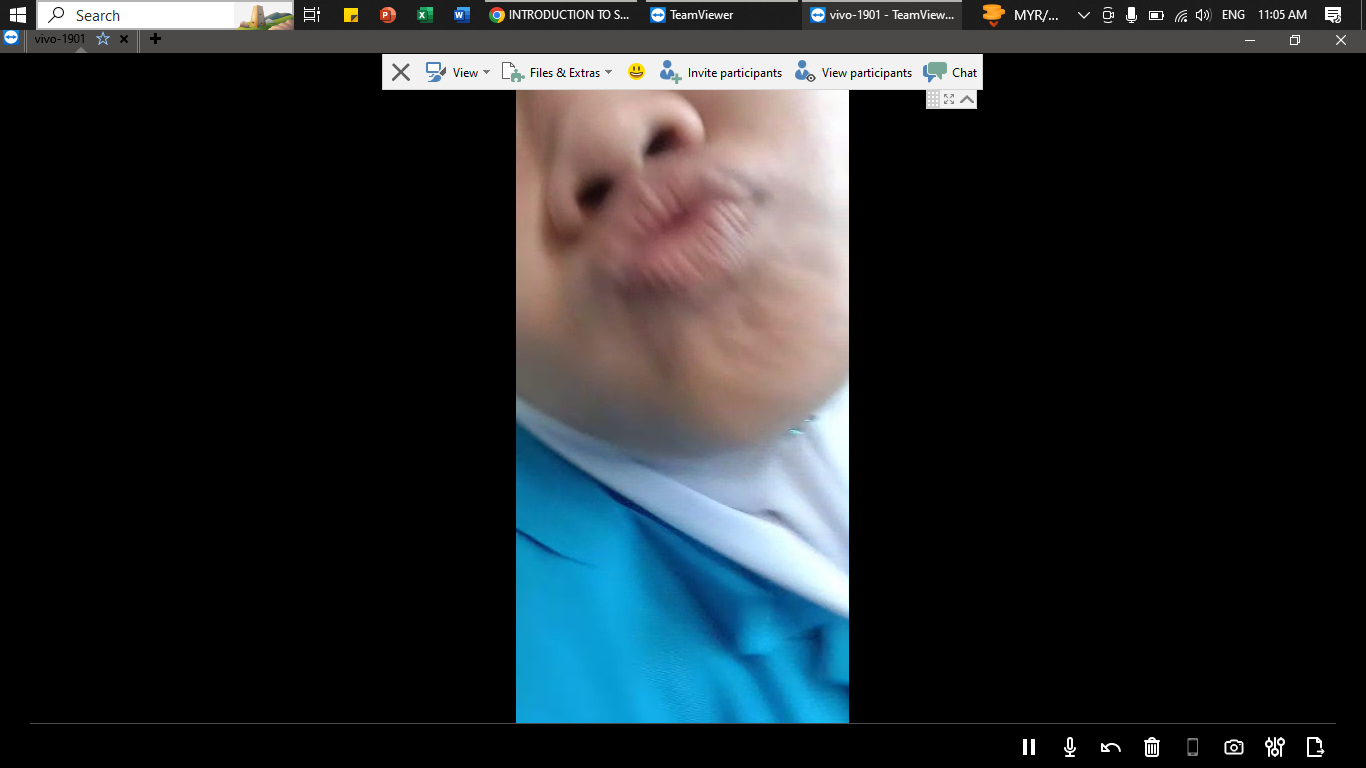 Search
INTRODUCTION TO S...
TeamViewer
vivo-1901 - TeamView...
MYR/...
ENG
11:05 AM
vivo-1901
View
Files & Extras
Invite participants
View participants
Chat